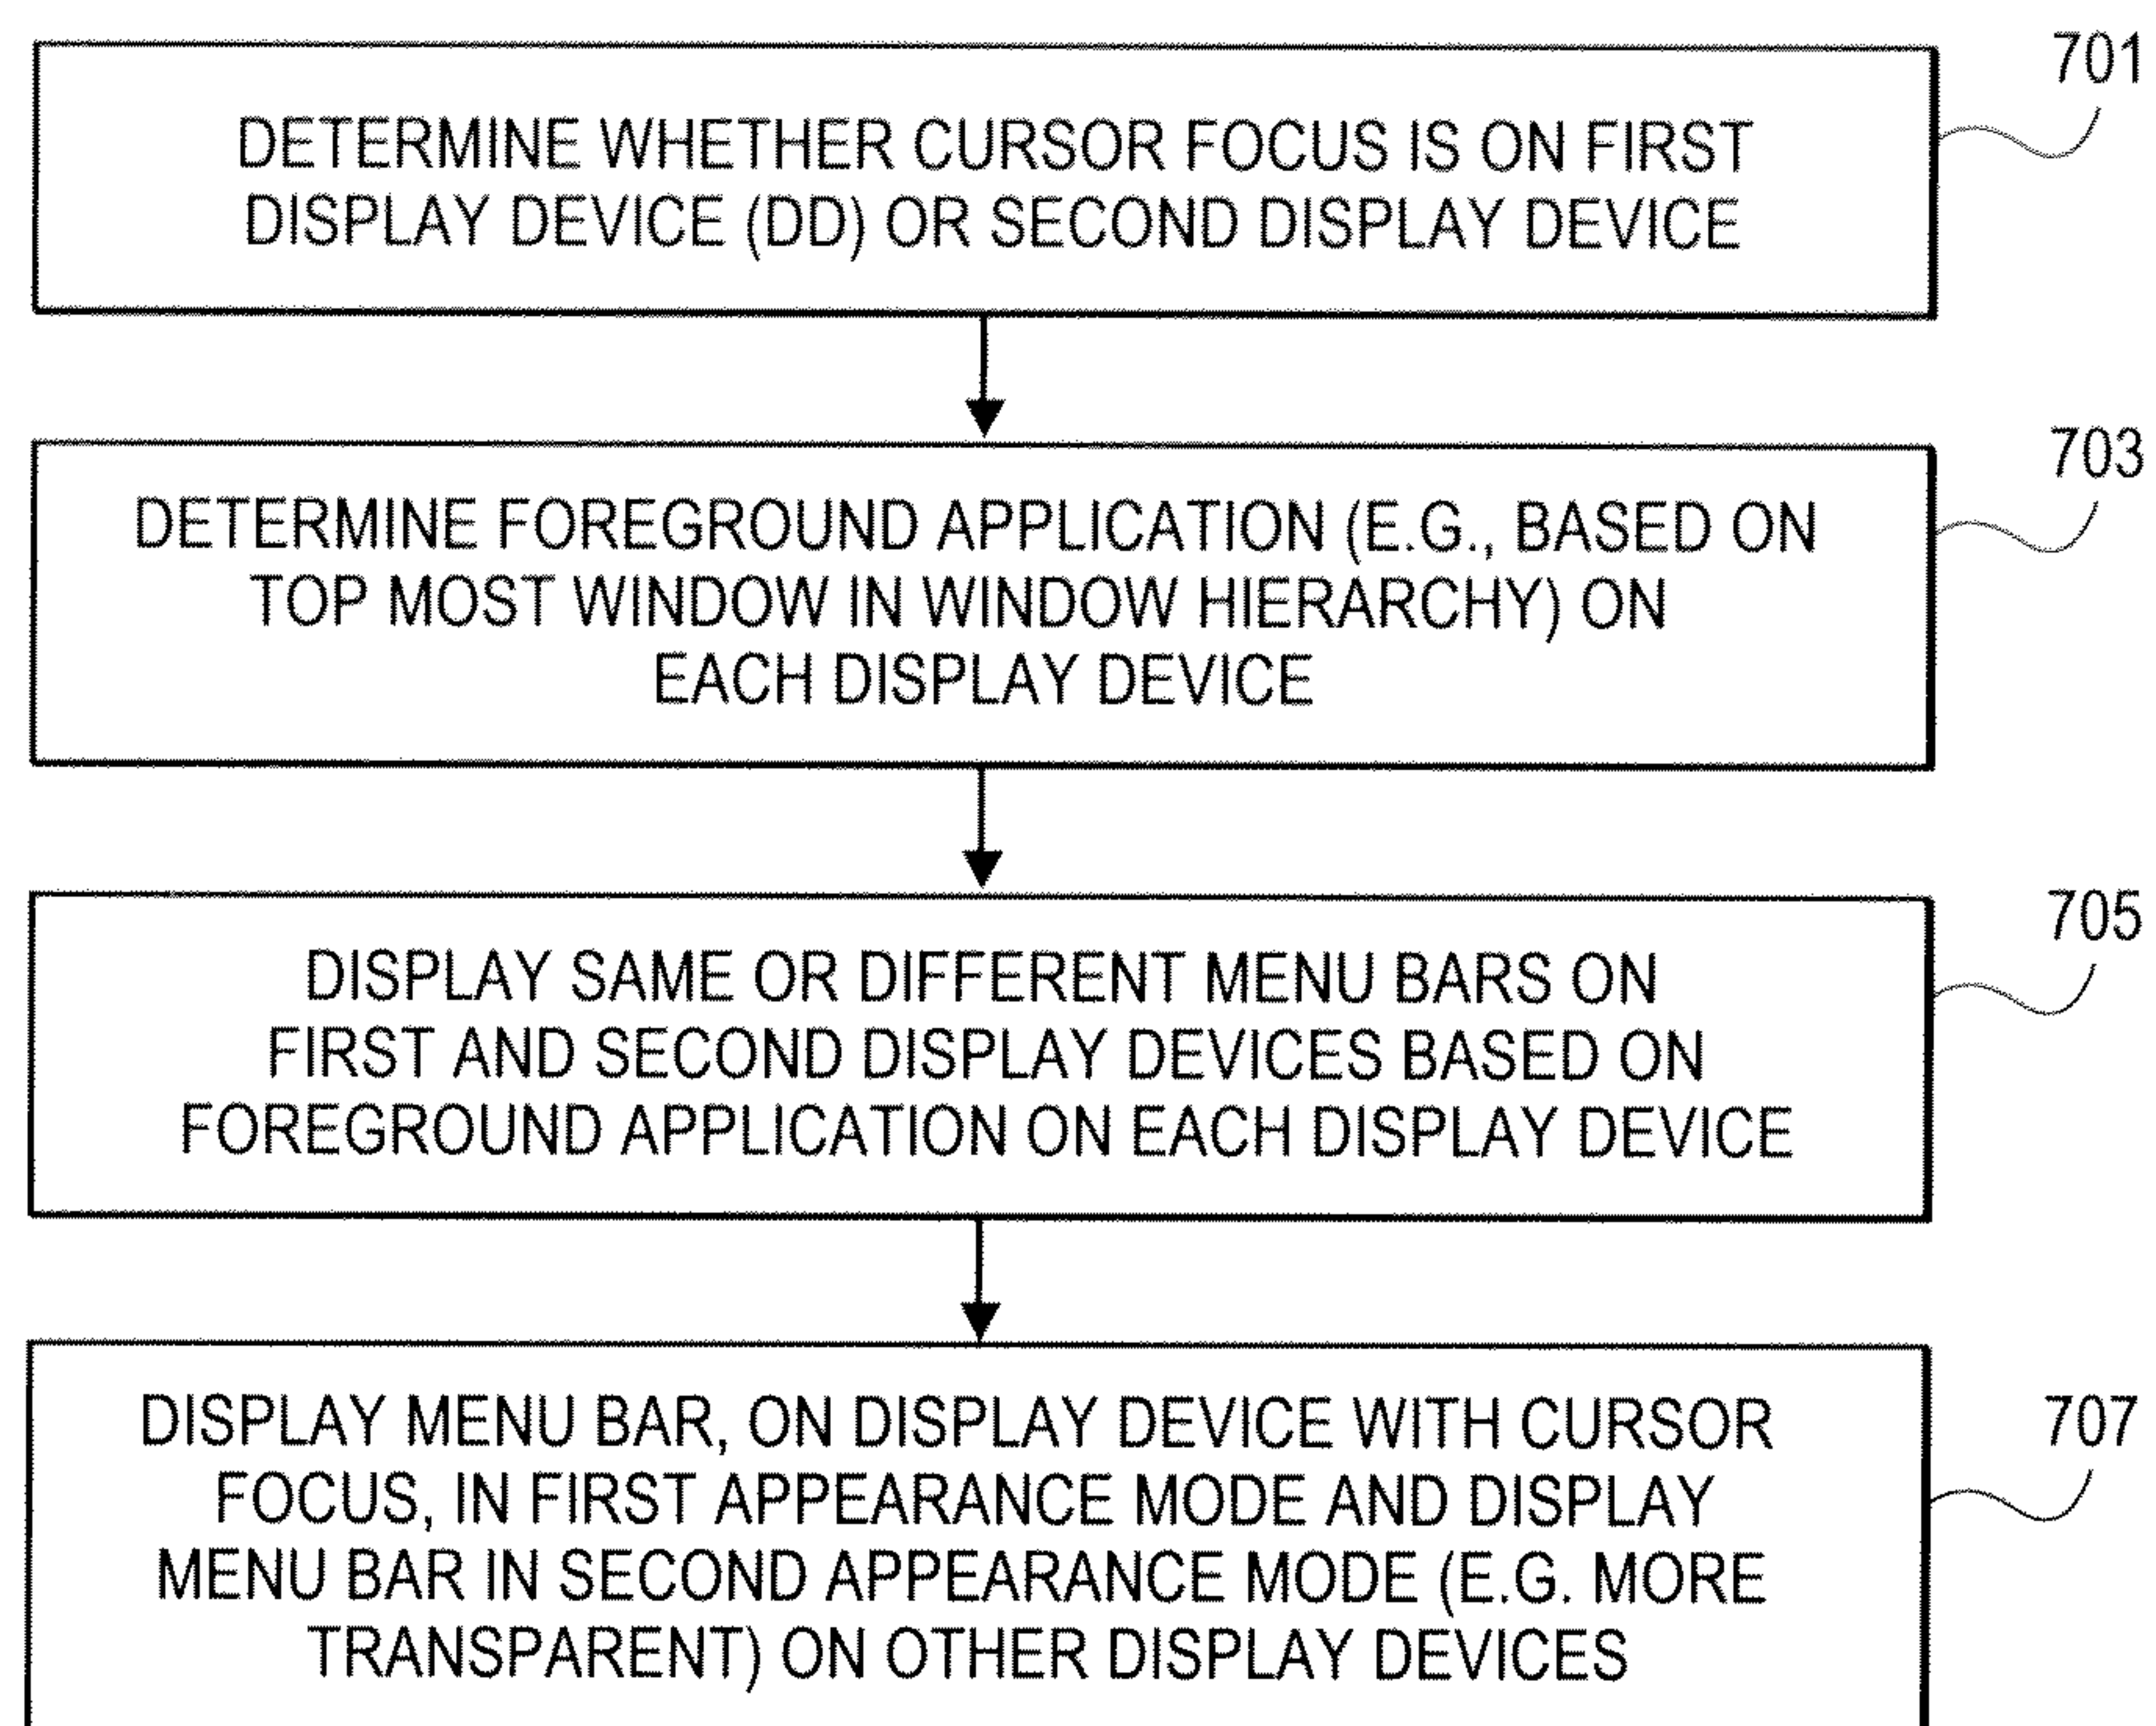 701
DETERMINE WHETHER CURSOR FOCUS IS ON FIRST
DISPLAY DEVICE (DD) OR SECOND DISPLAY DEVICE
703
DETERMINE FOREGROUND APPLICATION (E.G., BASED ON
TOP MOST WINDOW IN WINDOW HIERARCHY) ON
EACH DISPLAY DEVICE
705
DISPLAY SAME OR DIFFERENT MENU BARS ON
FIRST AND SECOND DISPLAY DEVICES BASED ON
FOREGROUND APPLICATION ON EACH DISPLAY DEVICE
707
DISPLAY MENU BAR, ON DISPLAY DEVICE WITH CURSOR
FOCUS, IN FIRST APPEARANCE MODE AND DISPLAY
MENU BAR IN SECOND APPEARANCE MODE (E.G. MORE
TRANSPARENT) ON OTHER DISPLAY DEVICES